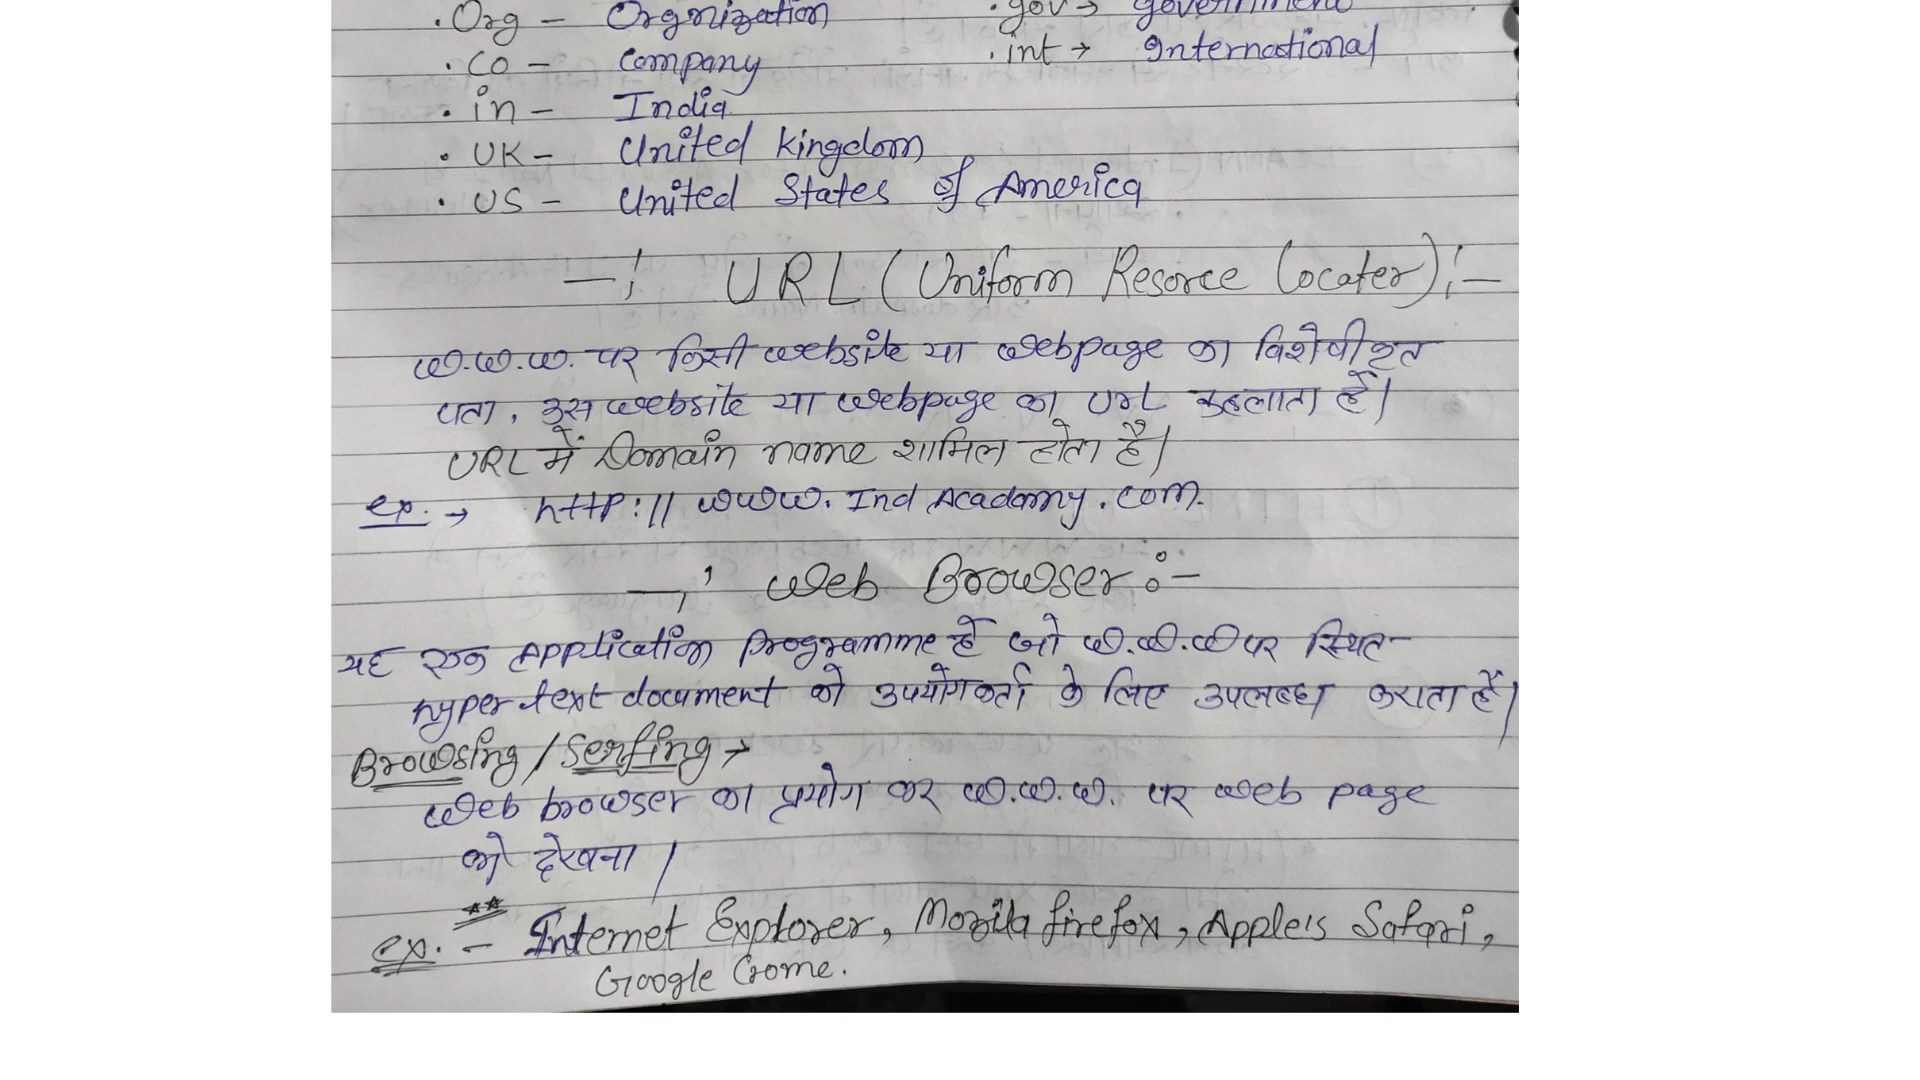 .Org - Orgnization .gov → government
.co - Company .int → International
.in - India
.UK - United Kingdom
.US - United States of America
-: URL (Uniform Resorce Locater):-
W.W.W. पर किसी website या webpage का विशेषीकृत
पता, उस website या webpage का Url कहलाता है।
URL में Domain name शामिल होता है।
ex. → http://www.IndAcadamy.com.
-: Web Browser :-
यह एक Application Programme है जो W.W.W पर स्थित
hyper text document को उपयोगकर्ता के लिए उपलब्ध कराता है।
Browsing / Serfing →
Web browser का प्रयोग कर W.W.W. पर web page
को देखना।
ex. - Internet Explorer, Mozila firefox, Apple's Safari,
Google Crome.